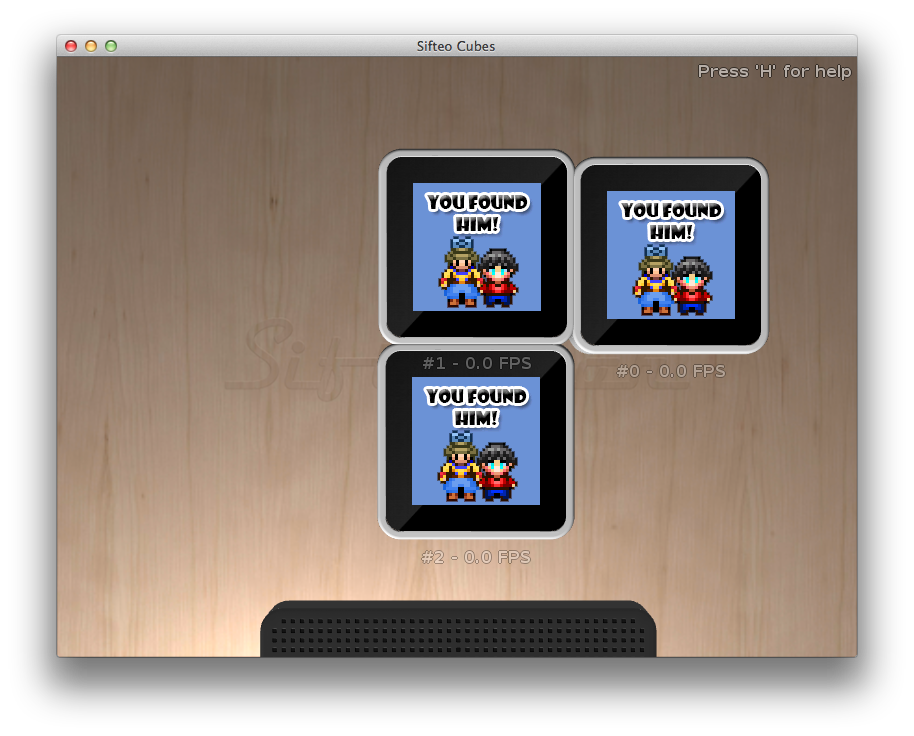 Sifteo Cubes
Press 'H' for help
YOU FOUND
HIM!
YOU FOUND
HIM!
#1 - 0.0 FPS
#0 - 0.0 FPS
YOU FOUND
HIM!
#2 - 0.0 FPS